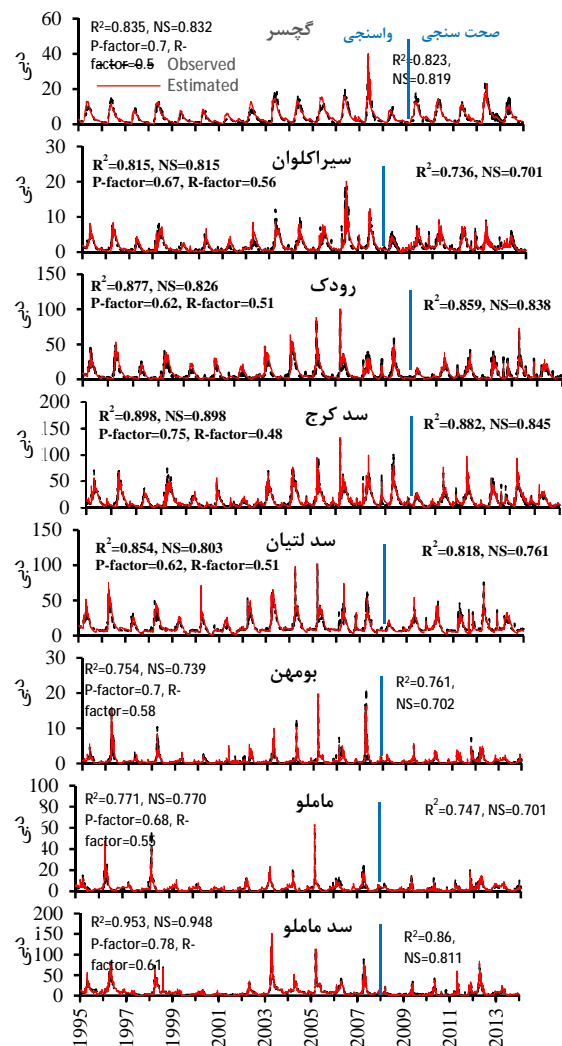 R²=0.835, NS=0.832
P-factor=0.7, R-
factor=0.5
گچسر
واسنجی
صحت سنجی
R²=0.823,
NS=0.819
Observed
Estimated
دبی
60
40
20
0
سیراکلوان
R²=0.815, NS=0.815
P-factor=0.67, R-factor=0.56
R²=0.736, NS=0.701
دبی
30
20
10
0
رودک
R²=0.877, NS=0.826
P-factor=0.62, R-factor=0.51
R²=0.859, NS=0.838
دبی
150
100
50
0
سد کرج
R²=0.898, NS=0.898
P-factor=0.75, R-factor=0.48
R²=0.882, NS=0.845
دبی
200
150
100
50
0
سد لتیان
R²=0.854, NS=0.803
P-factor=0.62, R-factor=0.51
R²=0.818, NS=0.761
دبی
150
100
50
0
بومهن
R²=0.754, NS=0.739
P-factor=0.7, R-
factor=0.58
R²=0.761,
NS=0.702
دبی
30
20
10
0
ماملو
R²=0.771, NS=0.770
P-factor=0.68, R-
factor=0.55
R²=0.747, NS=0.701
دبی
100
80
60
40
20
0
سد ماملو
R²=0.953, NS=0.948
P-factor=0.78, R-
factor=0.61
R²=0.86,
NS=0.811
دبی
200
150
100
50
0
1995 1997 1999 2001 2003 2005 2007 2009 2011 2013